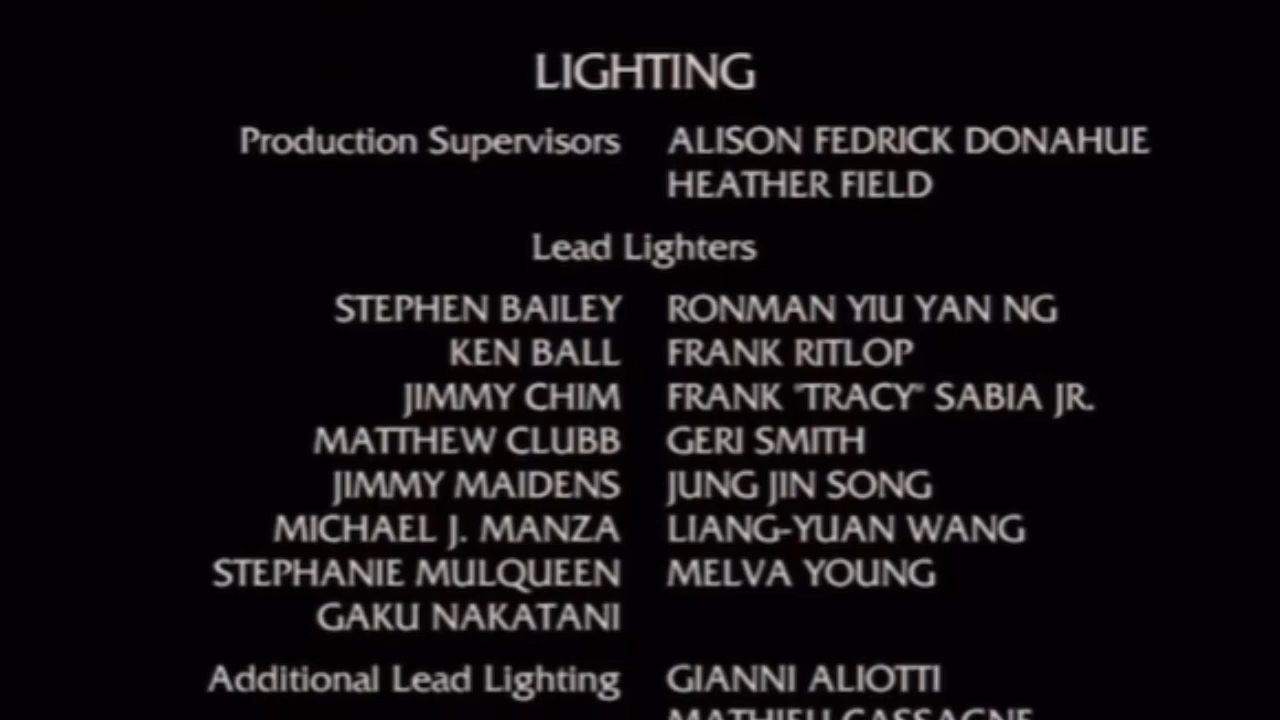 LIGHTING
Production Supervisors ALISON FEDRICK DONAHUE
HEATHER FIELD
Lead Lighters
STEPHEN BAILEY RONMAN YIU YAN NG
KEN BALL FRANK RITLOP
JIMMY CHIM FRANK "TRACY" SABIA JR.
MATTHEW CLUBB GERI SMITH
JIMMY MAIDENS JUNG JIN SONG
MICHAEL J. MANZA LIANG-YUAN WANG
STEPHANIE MULQUEEN MELVA YOUNG
GAKU NAKATANI
Additional Lead Lighting GIANNI ALIOTTI
MATHIEU CASSAGNE